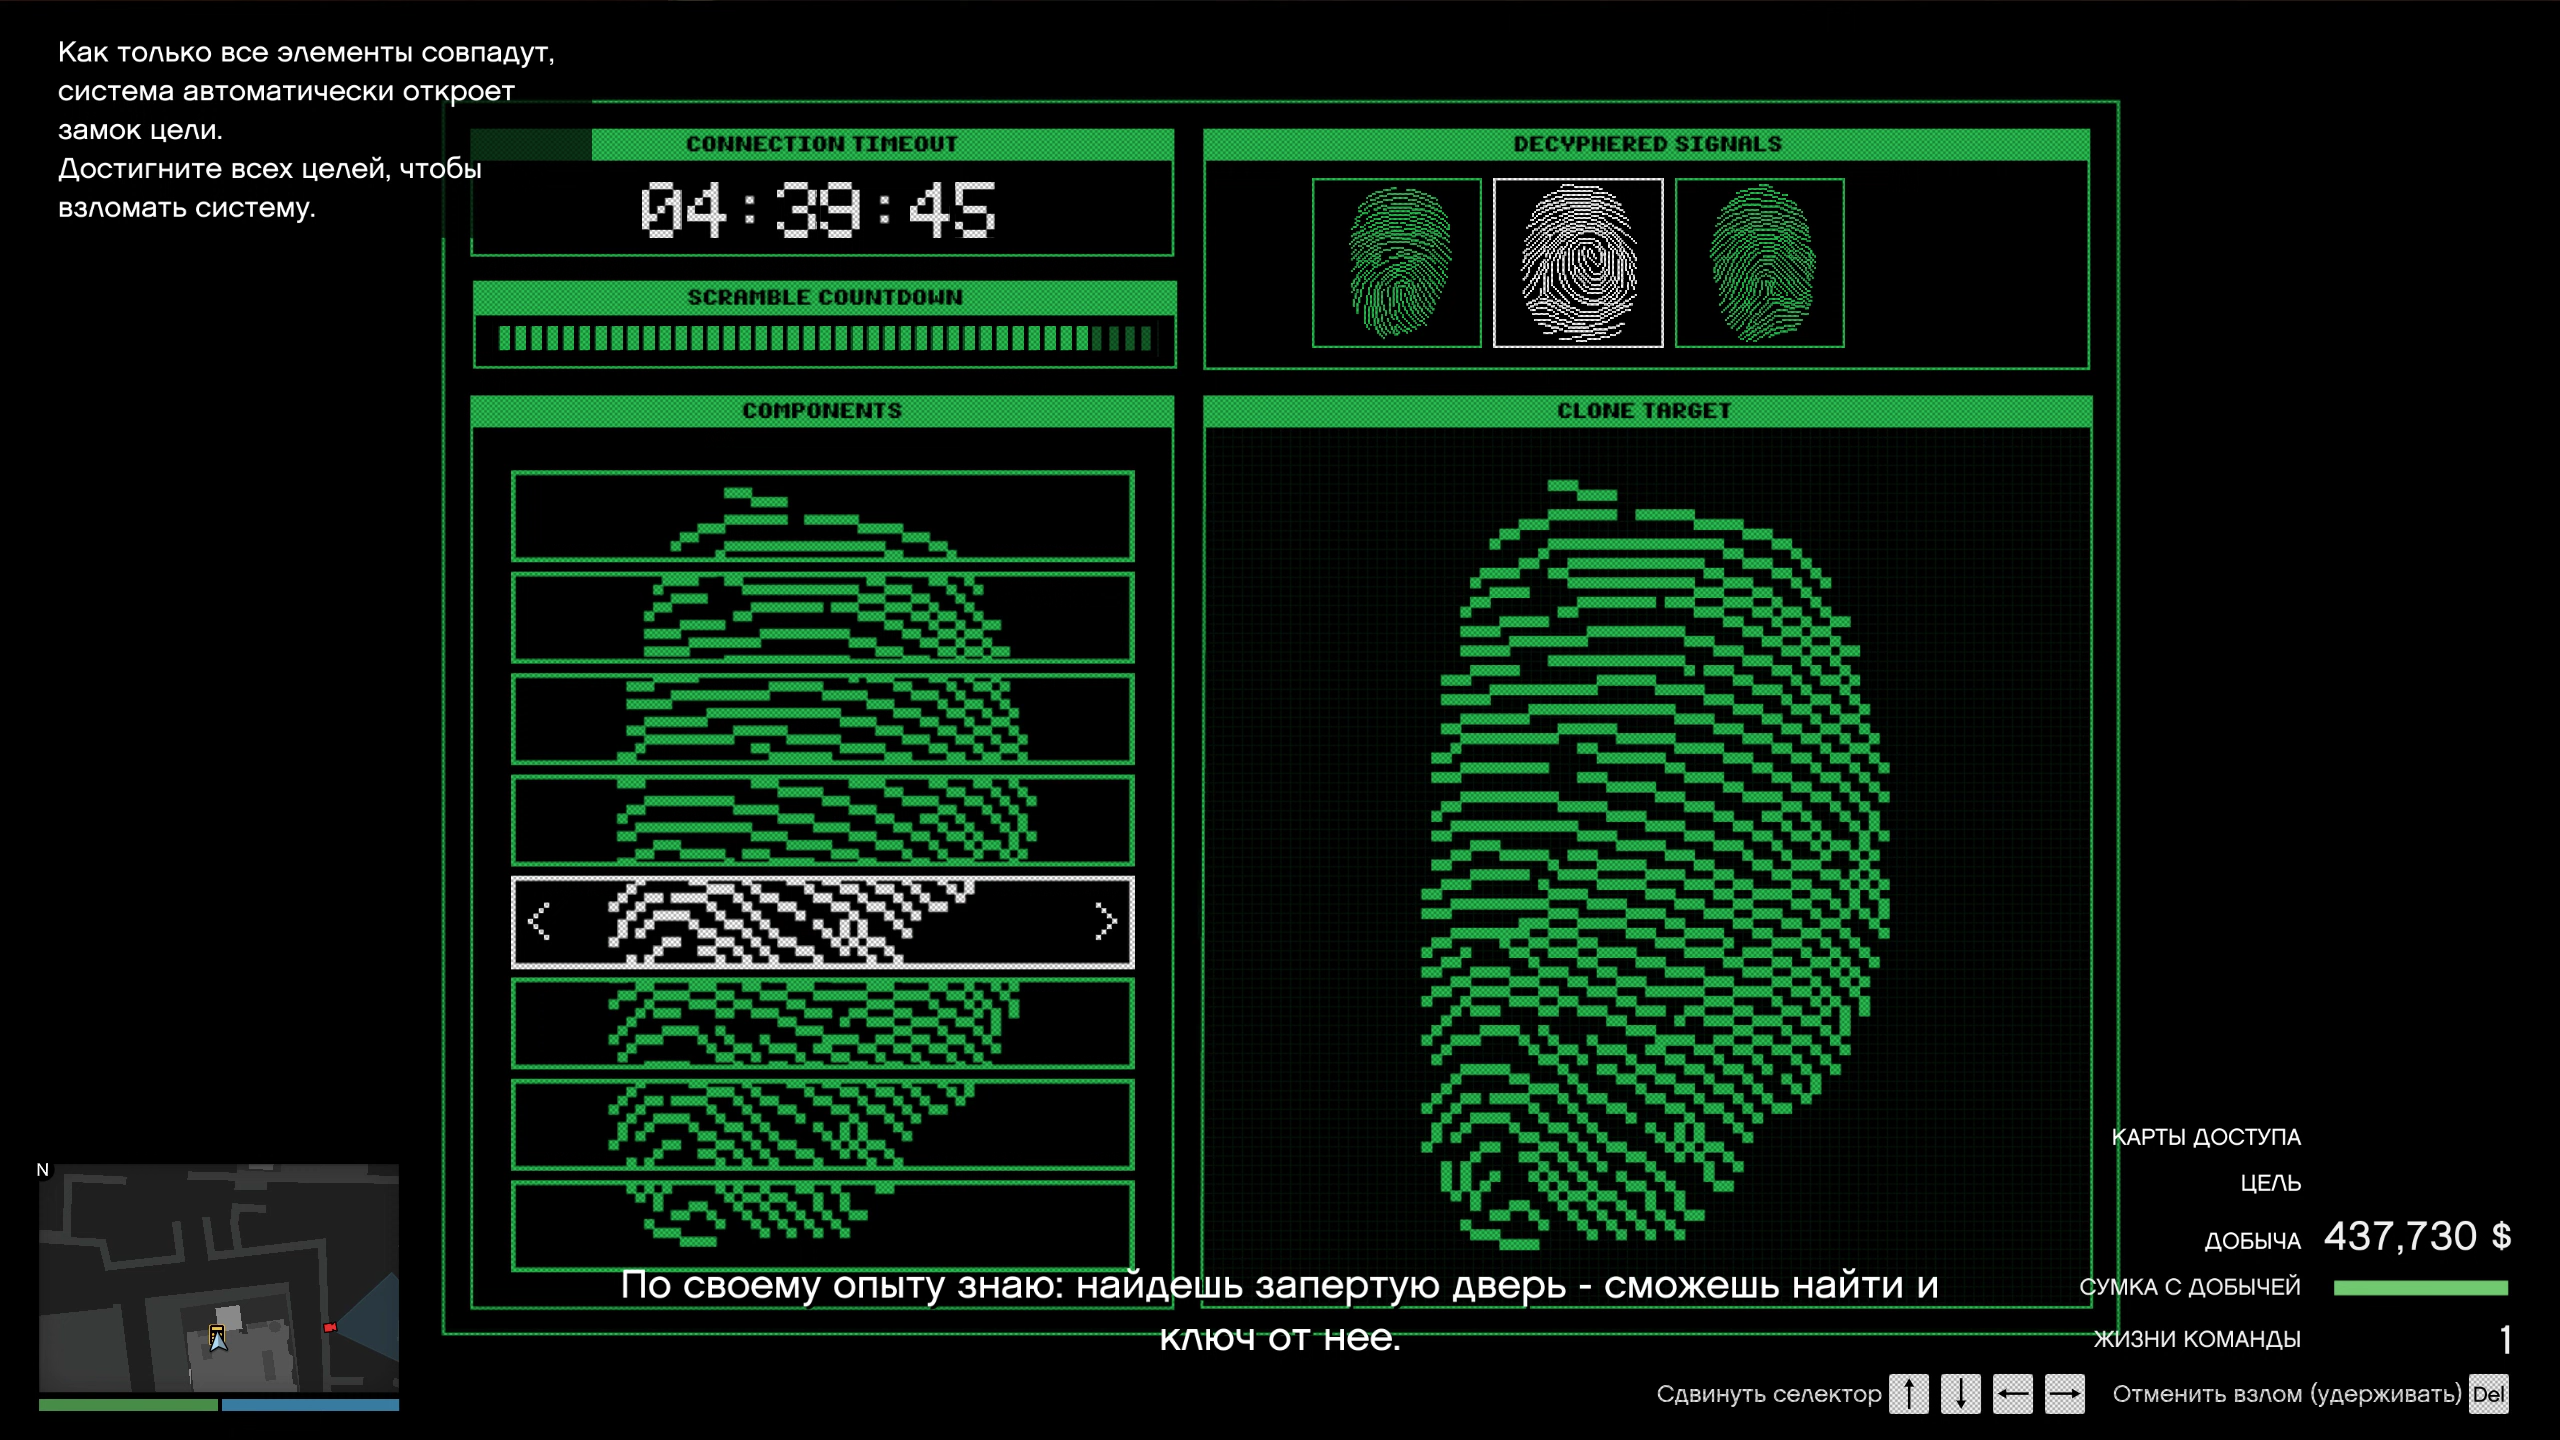 Как только все элементы совпадут,
система автоматически откроет
замок цели.
Достигните всех целей, чтобы
взломать систему.
CONNECTION TIMEOUT
04:39:45
DECYPHERED SIGNALS
SCRAMBLE COUNTDOWN
COMPONENTS
CLONE TARGET
N
КАРТЫ ДОСТУПА
ЦЕЛЬ
ДОБЫЧА 437,730 $
СУМКА С ДОБЫЧЕЙ
ЖИЗНИ КОМАНДЫ 1
По своему опыту знаю: найдешь запертую дверь - сможешь найти и
ключ от нее.
Сдвинуть селектор ↑ ↓ ← → Отменить взлом (удерживать) Del